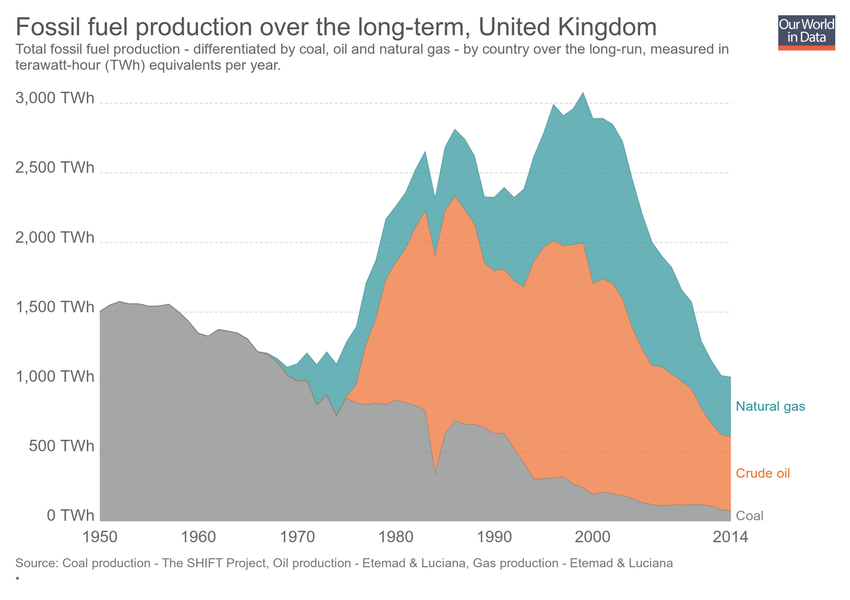 Fossil fuel production over the long-term, United Kingdom
Our World
in Data
Total fossil fuel production - differentiated by coal, oil and natural gas - by country over the long-run, measured in
terawatt-hour (TWh) equivalents per year.
3,000 TWh
2,500 TWh
2,000 TWh
1,500 TWh
1,000 TWh
500 TWh
0 TWh
Natural gas
Crude oil
Coal
1950 1960 1970 1980 1990 2000 2014
Source: Coal production - The SHIFT Project, Oil production - Etemad & Luciana, Gas production - Etemad & Luciana
•